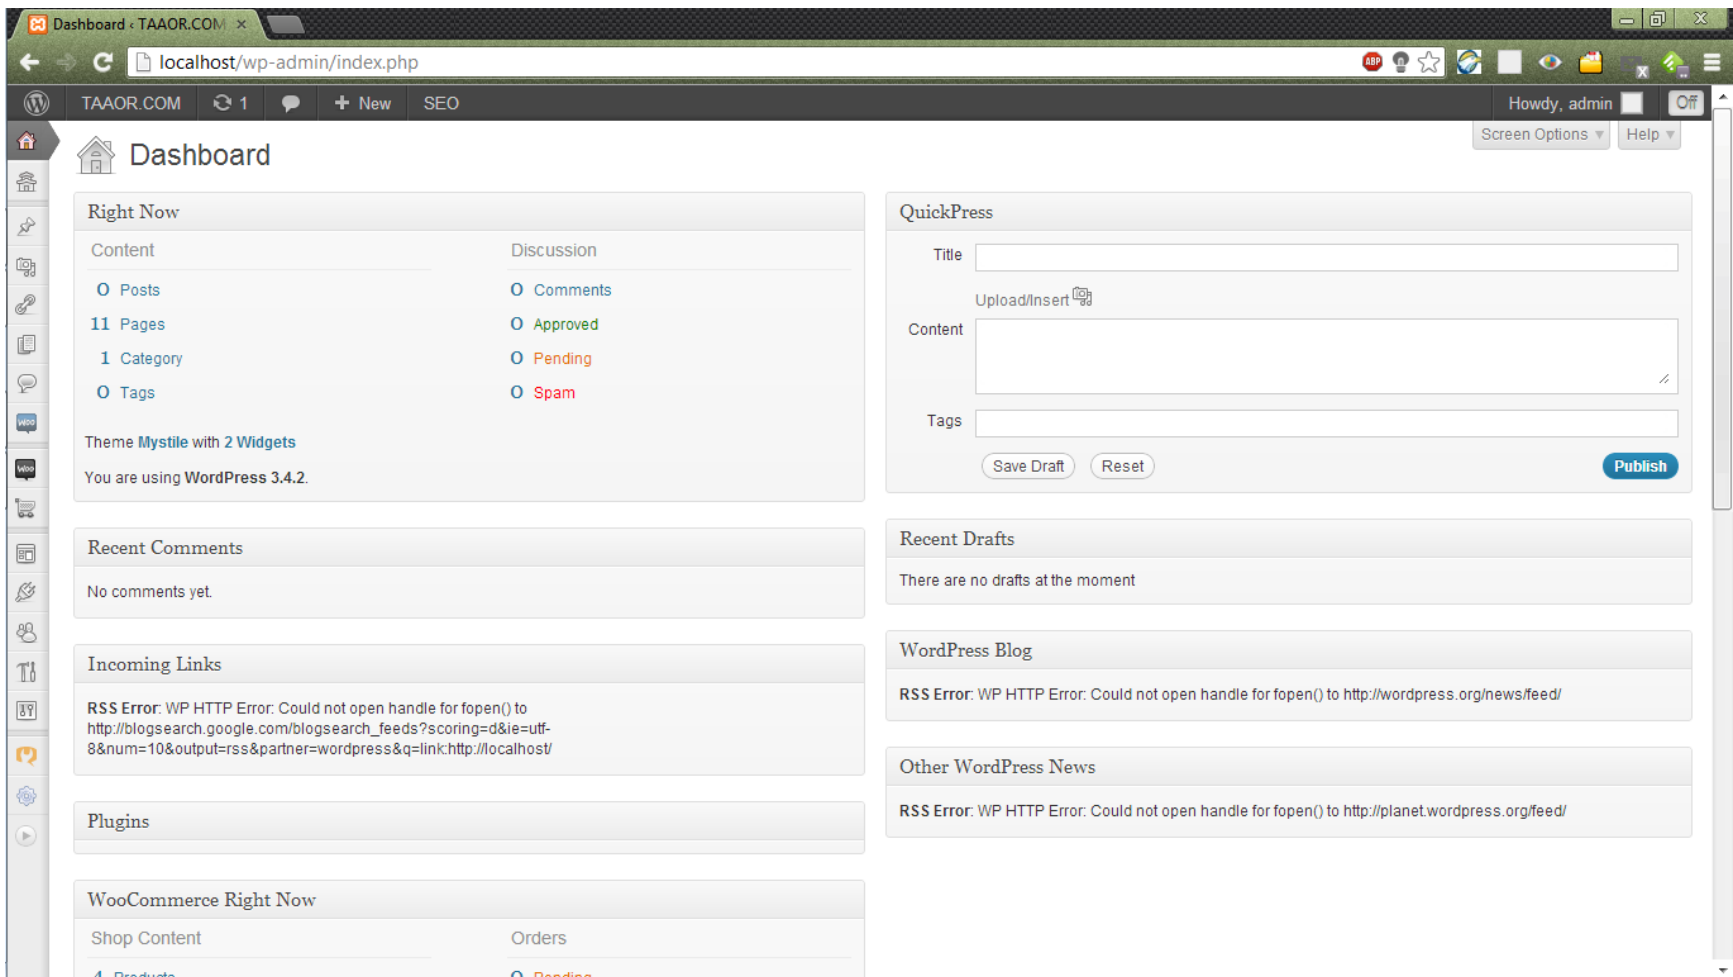 Dashboard ‹ TAAOR.COM
localhost/wp-admin/index.php
ABP
TAAOR.COM 1 New SEO Howdy, admin Off
Screen Options Help
Dashboard
Right Now
Content Discussion
0 Posts 0 Comments
11 Pages 0 Approved
1 Category 0 Pending
0 Tags 0 Spam
Theme Mystile with 2 Widgets
You are using WordPress 3.4.2.
Recent Comments
No comments yet.
Incoming Links
RSS Error: WP HTTP Error: Could not open handle for fopen() to
http://blogsearch.google.com/blogsearch_feeds?scoring=d&ie=utf-
8&num=10&output=rss&partner=wordpress&q=link:http://localhost/
Plugins
WooCommerce Right Now
Shop Content Orders
4 Products 0 Pending
QuickPress
Title
Upload/Insert
Content
Tags
Save Draft Reset Publish
Recent Drafts
There are no drafts at the moment
WordPress Blog
RSS Error: WP HTTP Error: Could not open handle for fopen() to http://wordpress.org/news/feed/
Other WordPress News
RSS Error: WP HTTP Error: Could not open handle for fopen() to http://planet.wordpress.org/feed/
woo
Woo